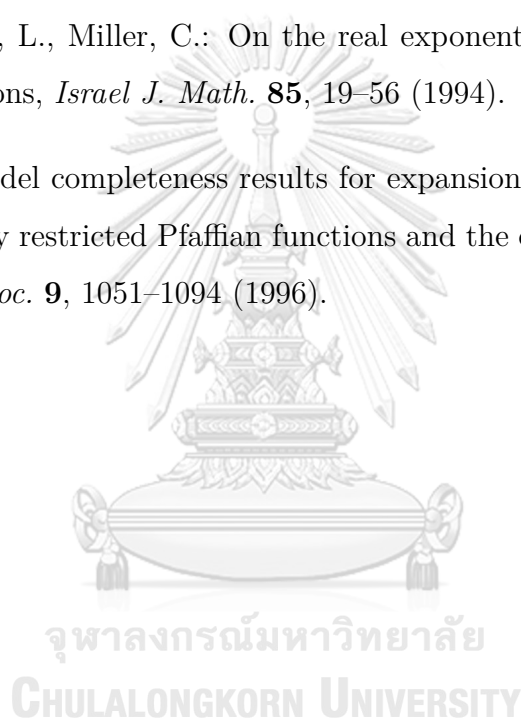 , L., Miller, C.: On the real exponent
ons, Israel J. Math. 85, 19–56 (1994).
del completeness results for expansion
y restricted Pfaffian functions and the
oc. 9, 1051–1094 (1996).
จุฬาลงกรณ์มหาวิทยาลัย
CHULALONGKORN UNIVERSITY